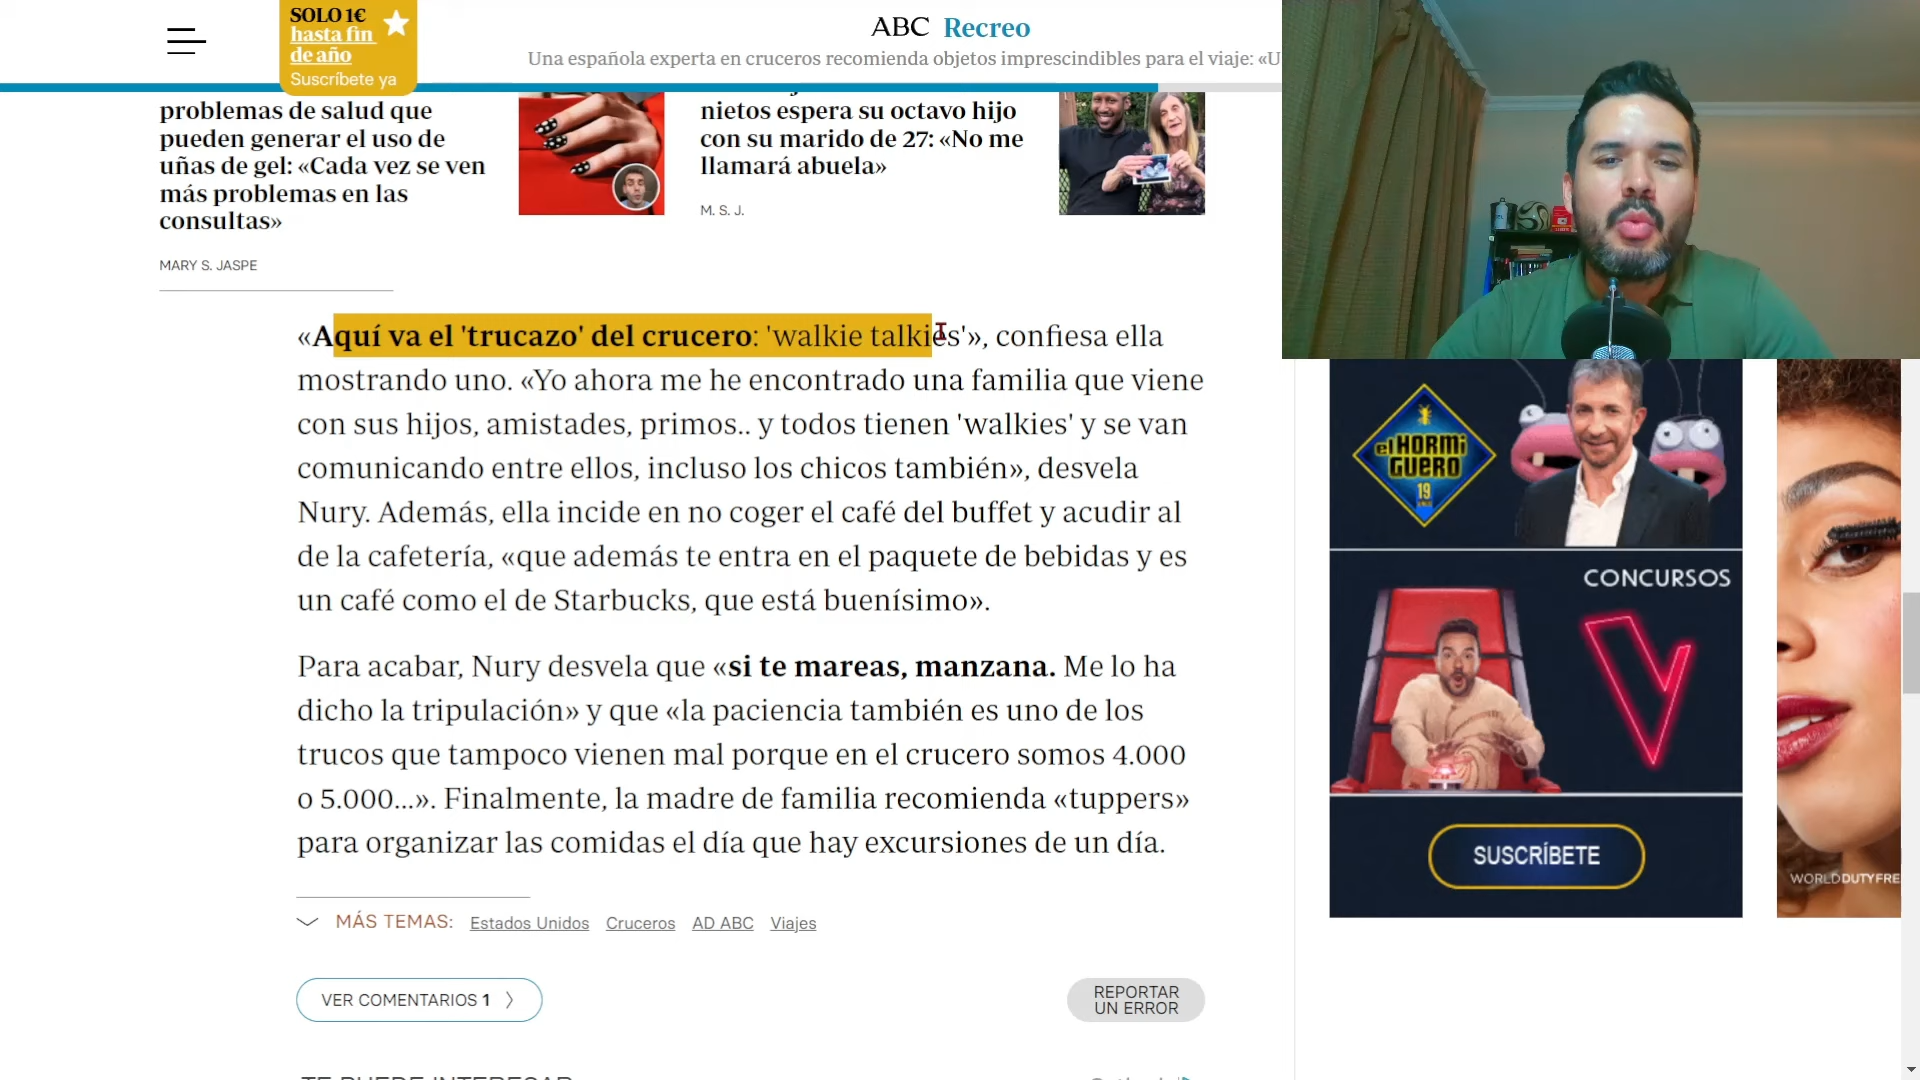 SOLO 1€
hasta fin
de año
Suscríbete ya
ABC Recreo
Una española experta en cruceros recomienda objetos imprescindibles para el viaje: «U
problemas de salud que
pueden generar el uso de
uñas de gel: «Cada vez se ven
más problemas en las
consultas»
MARY S. JASPE
nietos espera su octavo hijo
con su marido de 27: «No me
llamará abuela»
M. S. J.
«Aquí va el 'trucazo' del crucero: 'walkie talkies'», confiesa ella
mostrando uno. «Yo ahora me he encontrado una familia que viene
con sus hijos, amistades, primos.. y todos tienen 'walkies' y se van
comunicando entre ellos, incluso los chicos también», desvela
Nury. Además, ella incide en no coger el café del buffet y acudir al
de la cafetería, «que además te entra en el paquete de bebidas y es
un café como el de Starbucks, que está buenísimo».
Para acabar, Nury desvela que «si te mareas, manzana. Me lo ha
dicho la tripulación» y que «la paciencia también es uno de los
trucos que tampoco vienen mal porque en el crucero somos 4.000
o 5.000...». Finalmente, la madre de familia recomienda «tuppers»
para organizar las comidas el día que hay excursiones de un día.
MÁS TEMAS: Estados Unidos Cruceros AD ABC Viajes
VER COMENTARIOS 1
REPORTAR
UN ERROR
TE PUEDE INTERESAR
el HORMI
GUERO
19
CONCURSOS
SUSCRÍBETE
WORLDDUTYFRE